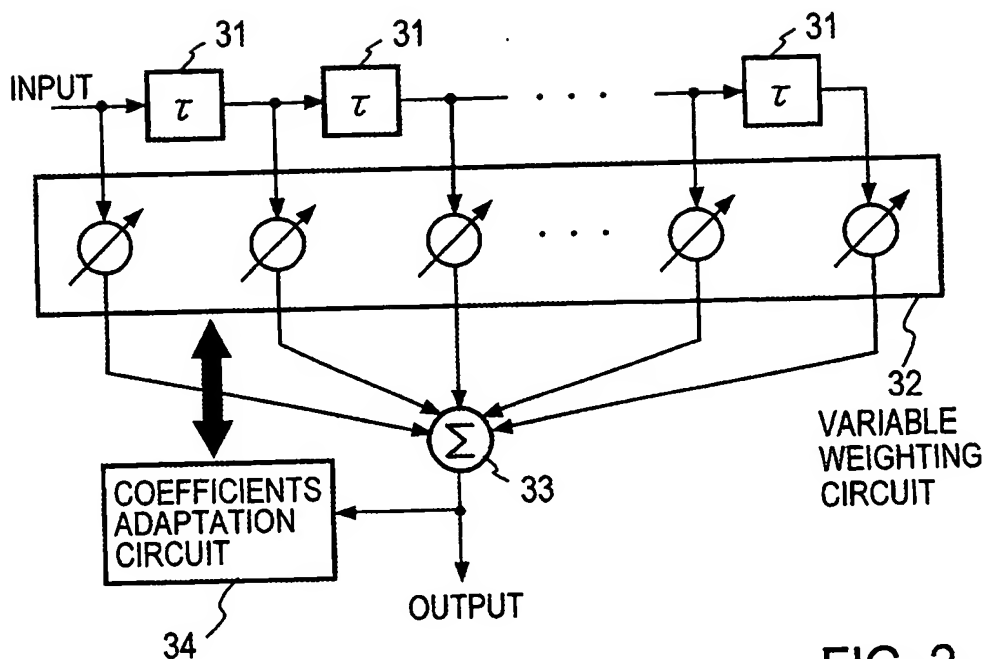 31
31
31
INPUT
τ
τ
. . .
τ
. . .
32
VARIABLE
WEIGHTING
CIRCUIT
Σ
33
COEFFICIENTS
ADAPTATION
CIRCUIT
OUTPUT
34